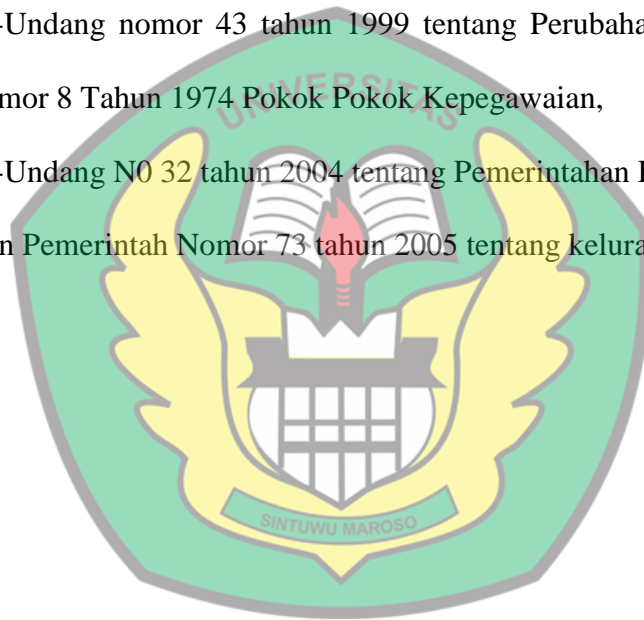 -Undang nomor 43 tahun 1999 tentang Perubaha
mor 8 Tahun 1974 Pokok Pokok Kepegawaian,
-Undang N0 32 tahun 2004 tentang Pemerintahan
n Pemerintah Nomor 73 tahun 2005 tentang kelura
UNIVERSITAS
SINTUWU MAROSO